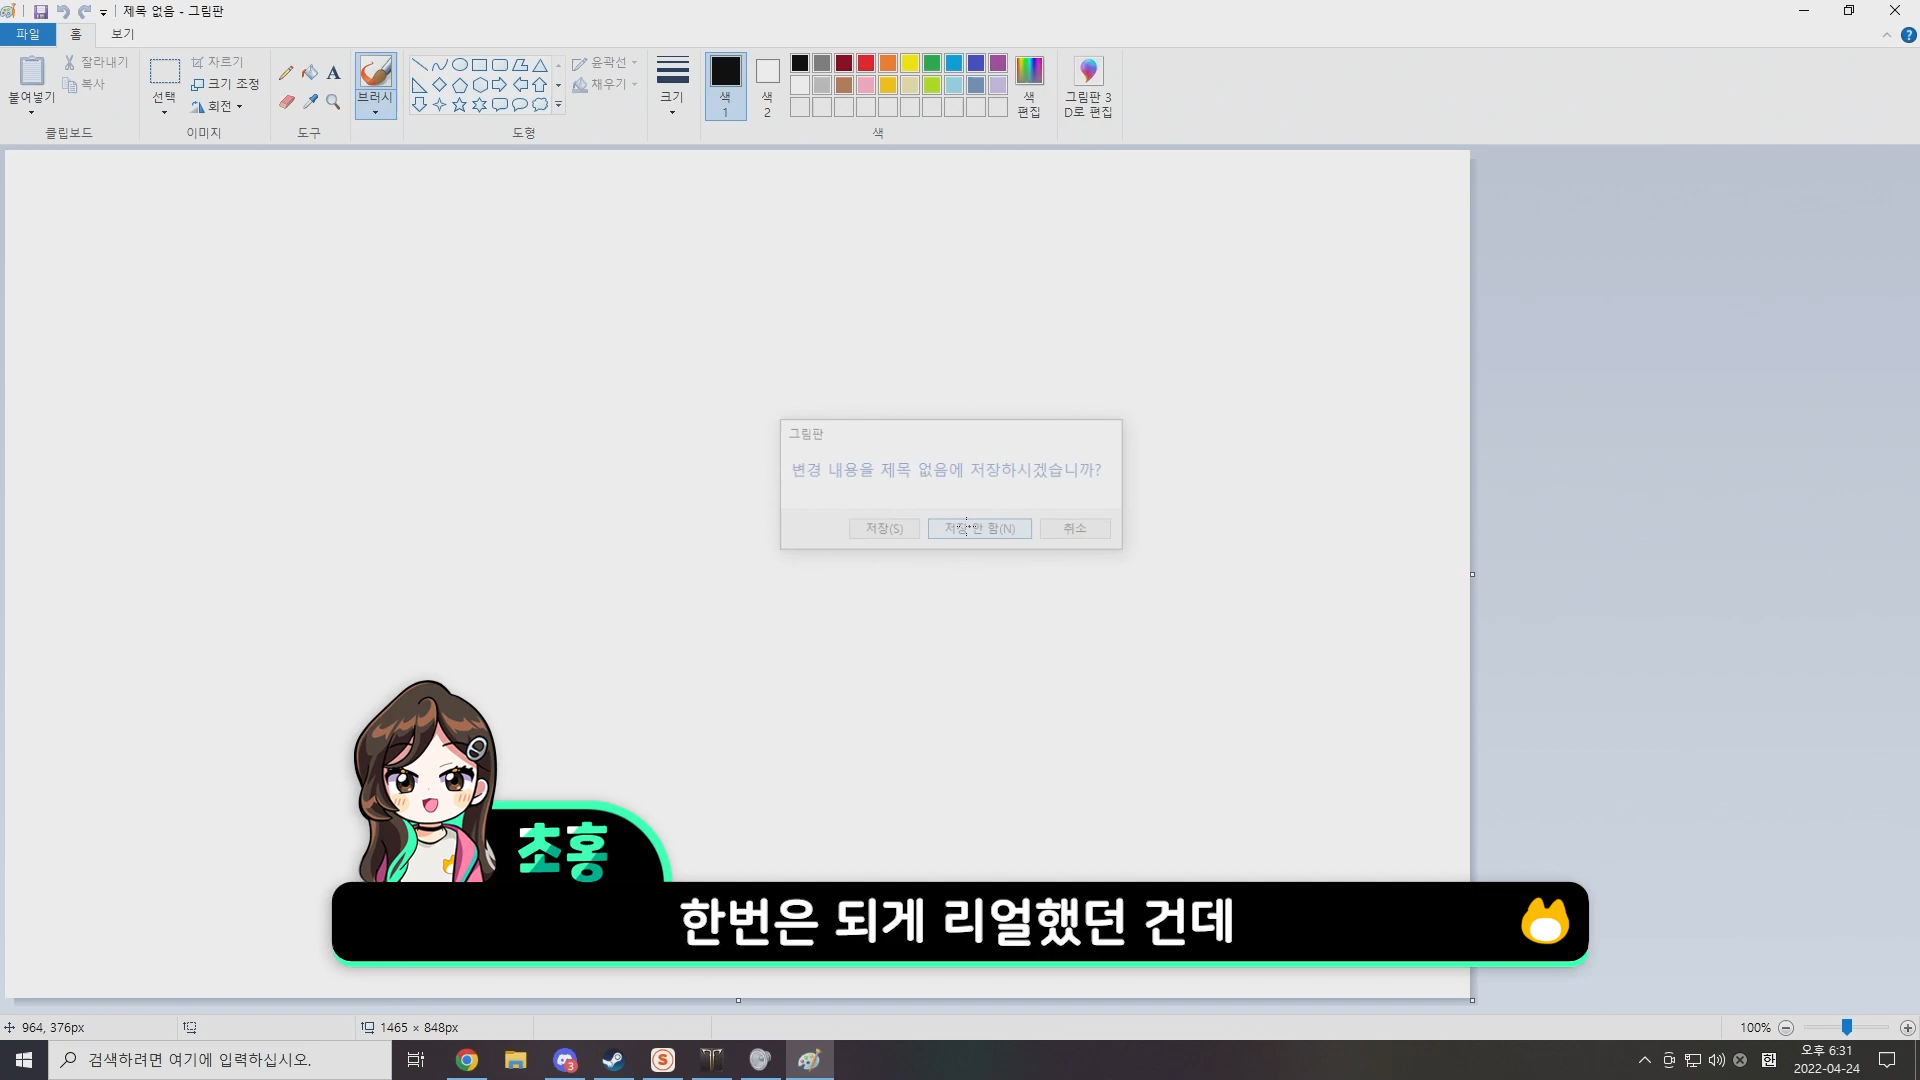 제목 없음 - 그림판
파일
홈
보기
붙여넣기
잘라내기
복사
클립보드
선택
자르기
크기 조정
회전
이미지
A
도구
브러시
윤곽선
채우기
도형
크기
색
1
색
2
색
편집
색
그림판 3
D로 편집
그림판
변경 내용을 제목 없음에 저장하시겠습니까?
저장(S)
저장 안 함(N)
취소
초홍
한번은 되게 리얼했던 건데
964, 376px
1465 × 848px
100%
검색하려면 여기에 입력하십시오.
3
S
한
오후 6:31
2022-04-24